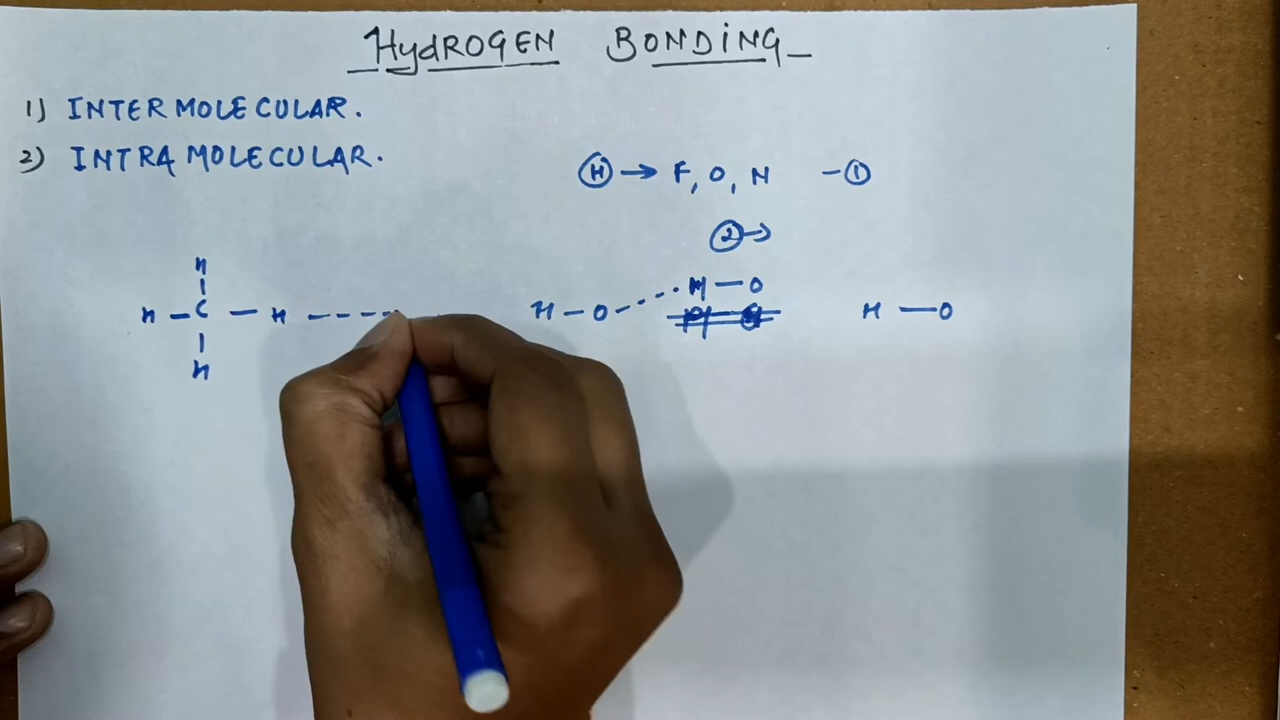 HydROGEN BONDING
1) INTERMOLECULAR.
2) INTRAMOLECULAR.
H → F, O, N - 1
2 →
H
H - C - H -----
H
H - O ---- H - O
H - O